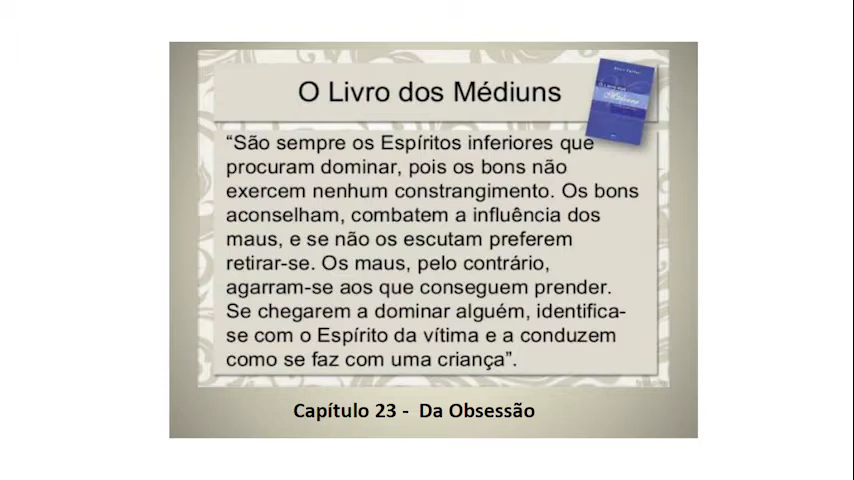 O Livro dos Médiuns
“São sempre os Espíritos inferiores que
procuram dominar, pois os bons não
exercem nenhum constrangimento. Os bons
aconselham, combatem a influência dos
maus, e se não os escutam preferem
retirar-se. Os maus, pelo contrário,
agarram-se aos que conseguem prender.
Se chegarem a dominar alguém, identifica-
se com o Espírito da vítima e a conduzem
como se faz com uma criança”.
Capítulo 23 - Da Obsessão